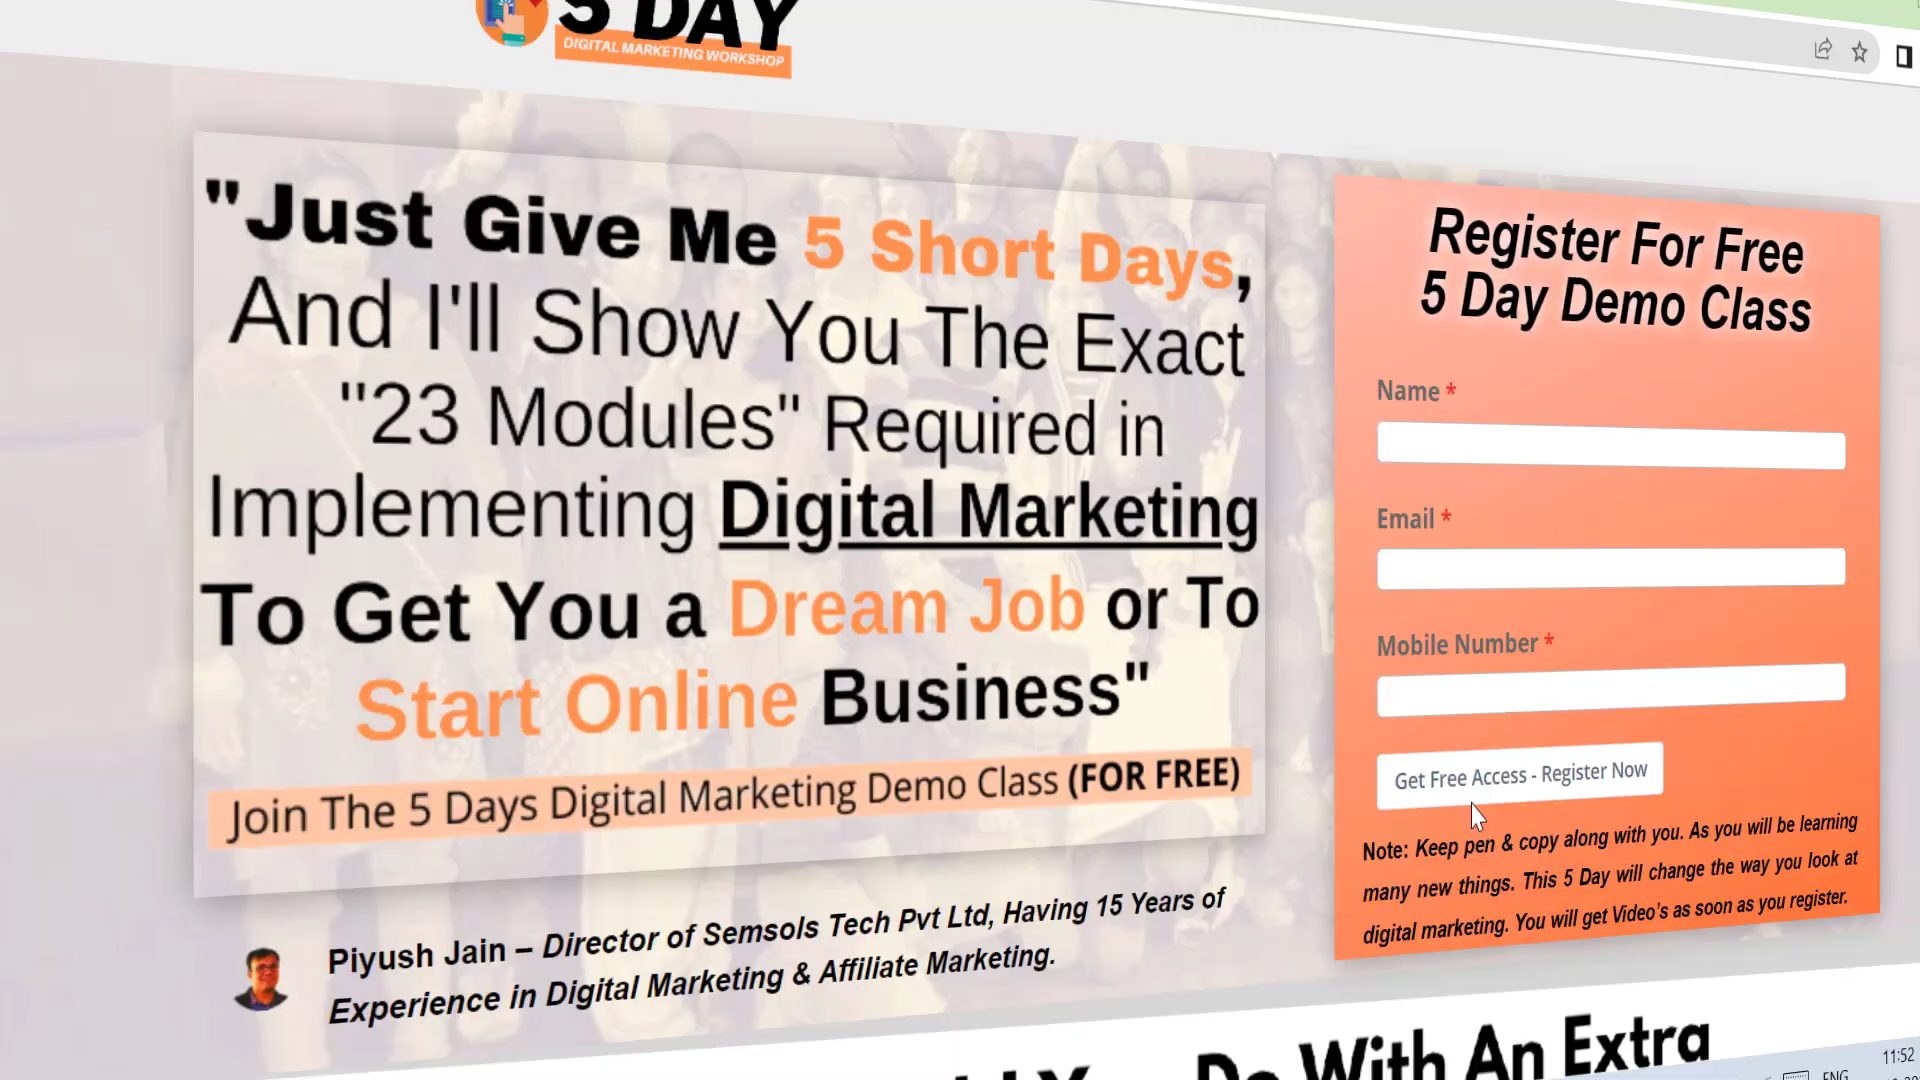 5 DAY
DIGITAL MARKETING WORKSHOP
"Just Give Me 5 Short Days,
And I'll Show You The Exact
"23 Modules" Required in
Implementing Digital Marketing
To Get You a Dream Job or To
Start Online Business"
Join The 5 Days Digital Marketing Demo Class (FOR FREE)
Piyush Jain – Director of Semsols Tech Pvt Ltd, Having 15 Years of
Experience in Digital Marketing & Affiliate Marketing.
Register For Free
5 Day Demo Class
Name *
Email *
Mobile Number *
Get Free Access - Register Now
Note: Keep pen & copy along with you. As you will be learning
many new things. This 5 Day will change the way you look at
digital marketing. You will get Video's as soon as you register.
Do With An Extra
11:52
ENG